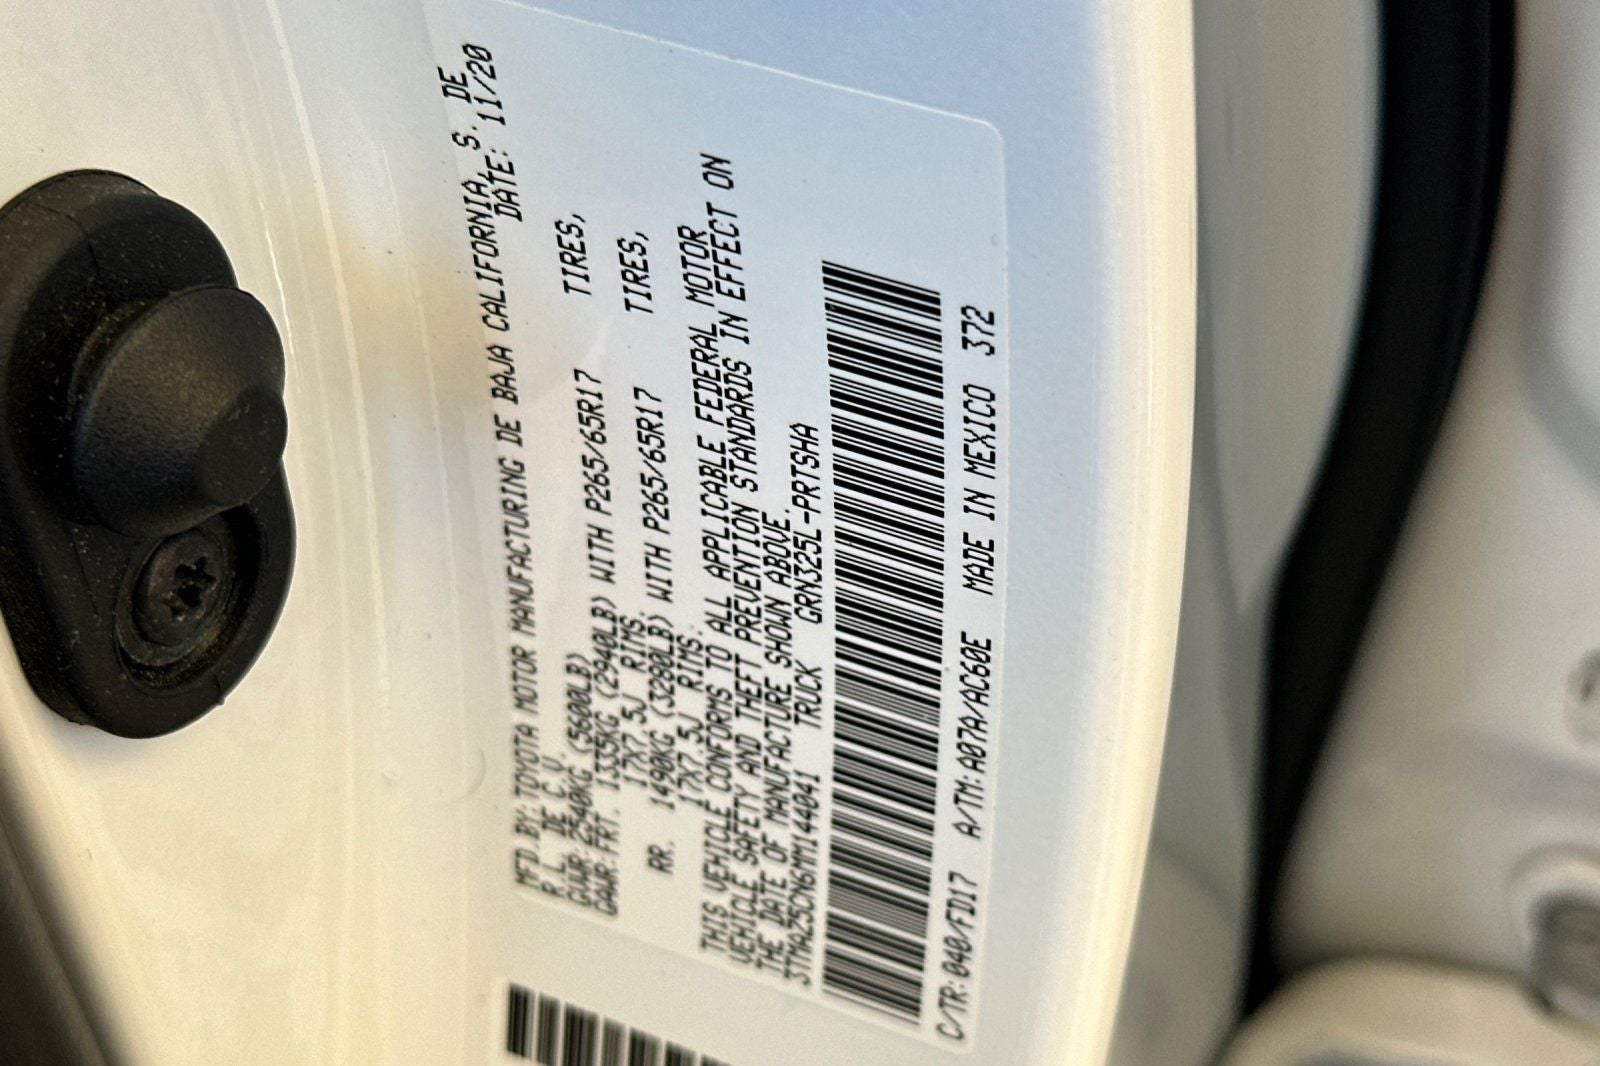 MFD.BY:TOYOTA MOTOR MANUFACTURING DE BAJA CALIFORNIA, S. DE
R.L. DE C.V. DATE: 11/20
GVWR:2540KG (5600LB)
GAWR:FRT. 1335KG (2940LB) WITH P265/65R17 TIRES,
17X7.5J RIMS.
RR. 1490KG (3280LB) WITH P265/65R17 TIRES,
17X7.5J RIMS.
THIS VEHICLE CONFORMS TO ALL APPLICABLE FEDERAL MOTOR
VEHICLE SAFETY AND THEFT PREVENTION STANDARDS IN EFFECT ON
THE DATE OF MANUFACTURE SHOWN ABOVE.
3TMAZ5CN6MM144041 TRUCK GRN325L-PRTSHA
C/TR:040/FD17 A/TM:A07A/AC60E MADE IN MEXICO 372